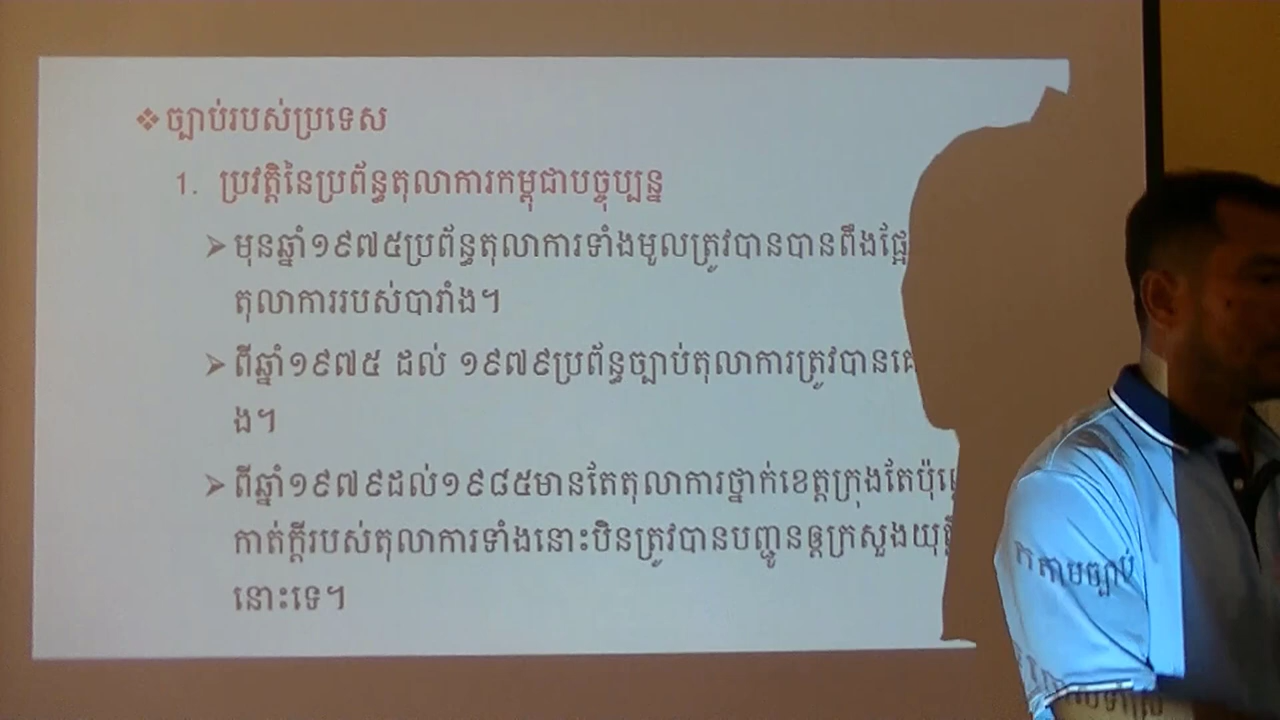 ❖ ច្បាប់របស់ប្រទេស
1. ប្រវត្តិនៃប្រព័ន្ធតុលាការកម្ពុជាបច្ចុប្បន្ន
➢ មុនឆ្នាំ១៩៧៥ប្រព័ន្ធតុលាការទាំងមូលត្រូវបានបានពឹងផ្អែ
តុលាការរបស់បារាំង។
➢ ពីឆ្នាំ១៩៧៥ ដល់ ១៩៧៩ប្រព័ន្ធច្បាប់តុលាការត្រូវបាន
ង។
➢ ពីឆ្នាំ១៩៧៩ដល់១៩៨៥មានតែតុលាការថ្នាក់ខេត្តក្រុងតែ
កាត់ក្តីរបស់តុលាការទាំងនោះមិនត្រូវបានបញ្ជូនឲ្យក្រសួង
នោះទេ។
តាមច្បាប់